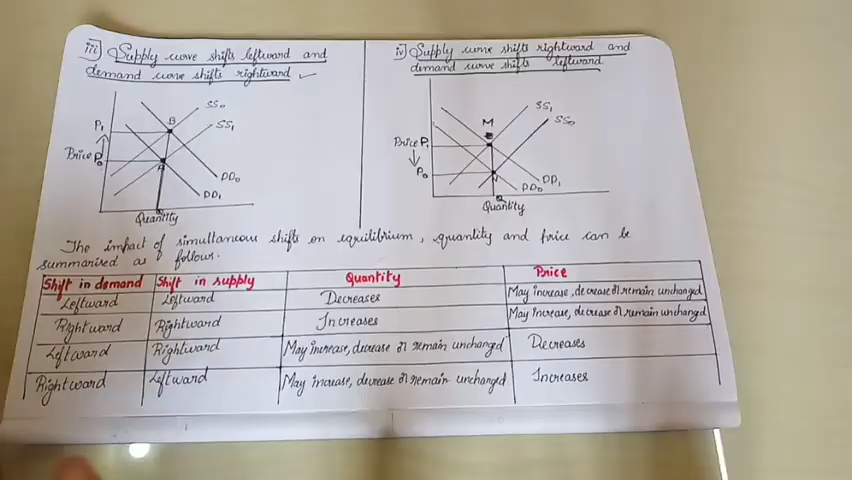 iii) Supply curve shifts leftward and
demand curve shifts rightward
P1
Price P0
B
A
SS0
SS1
DD0
DD1
Quantity
iv) Supply curve shifts rightward and
demand curve shifts leftward
Price P1
P0
M
E
N
SS1
SS0
DD1
DD0
Q
Quantity
The impact of simultaneous shifts on equilibrium, quantity and price can be
summarised as follows.
Shift in demand Shift in supply Quantity Price
Leftward Leftward Decreases May increase, decrease or remain unchanged
Rightward Rightward Increases May Increase, decrease or remain unchanged
Leftward Rightward May increase, decrease or remain unchanged Decreases
Rightward Leftward May increase, decrease or remain unchanged Increases